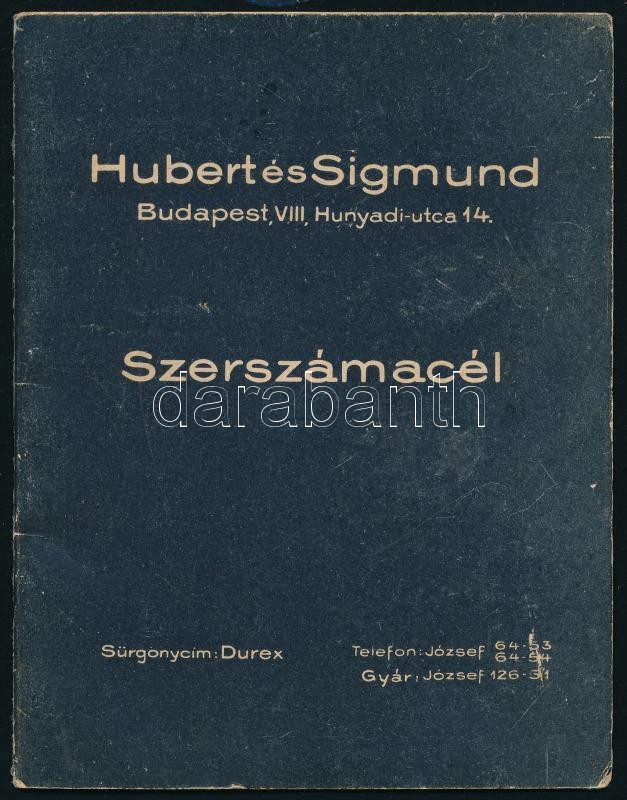 Hubert és Sigmund
Budapest, VIII, Hunyadi-utca 14.
Szerszámacél
darabanth
Sürgonycím: Durex
Telefon: József 64-53
64-54
Gyár: József 126-31